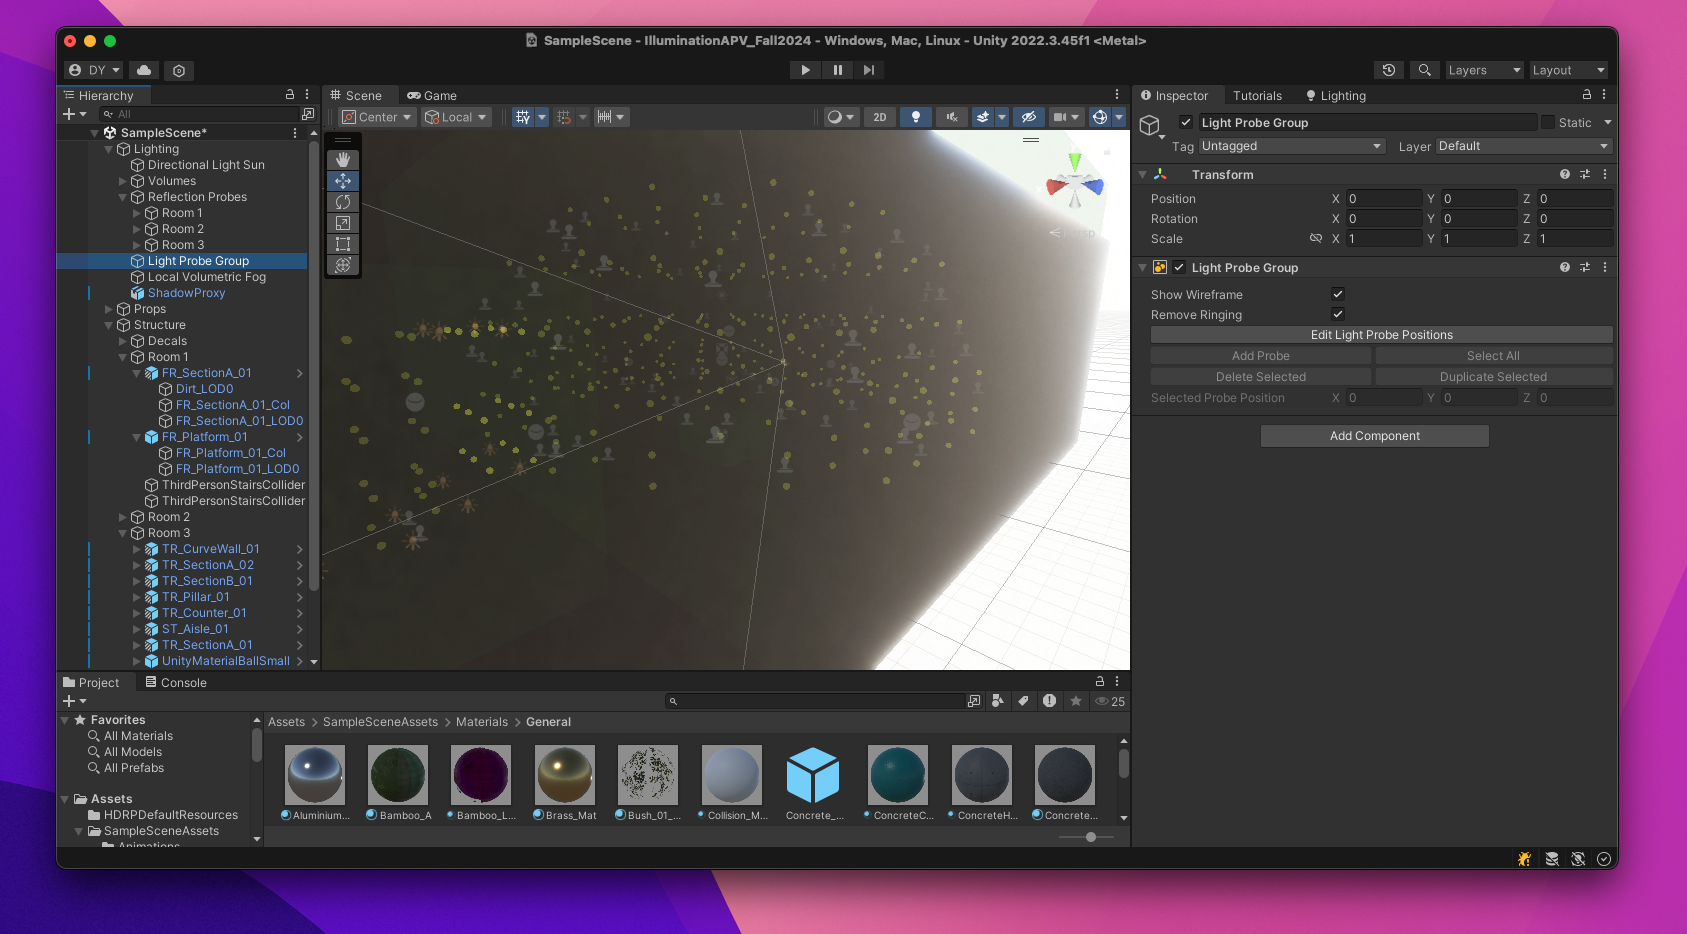 SampleScene - IlluminationAPV_Fall2024 - Windows, Mac, Linux - Unity 2022.3.45f1 <Metal>
DY
Layers
Layout
Hierarchy
All
SampleScene*
Lighting
Directional Light Sun
Volumes
Reflection Probes
Room 1
Room 2
Room 3
Light Probe Group
Local Volumetric Fog
ShadowProxy
Props
Structure
Decals
Room 1
FR_SectionA_01
Dirt_LOD0
FR_SectionA_01_Col
FR_SectionA_01_LOD0
FR_Platform_01
FR_Platform_01_Col
FR_Platform_01_LOD0
ThirdPersonStairsCollider
ThirdPersonStairsCollider
Room 2
Room 3
TR_CurveWall_01
TR_SectionA_02
TR_SectionB_01
TR_Pillar_01
TR_Counter_01
ST_Aisle_01
TR_SectionA_01
UnityMaterialBallSmall
Scene
Game
Center
Local
2D
Persp
Inspector
Tutorials
Lighting
Light Probe Group
Static
Tag Untagged
Layer Default
Transform
Position X 0 Y 0 Z 0
Rotation X 0 Y 0 Z 0
Scale X 1 Y 1 Z 1
Light Probe Group
Show Wireframe
Remove Ringing
Edit Light Probe Positions
Add Probe
Select All
Delete Selected
Duplicate Selected
Selected Probe Position X 0 Y 0 Z 0
Add Component
Project
Console
25
Favorites
All Materials
All Models
All Prefabs
Assets
HDRPDefaultResources
SampleSceneAssets
Animations
Assets > SampleSceneAssets > Materials > General
Aluminium...
Bamboo_A
Bamboo_L...
Brass_Mat
Bush_01_...
Collision_M...
Concrete_...
ConcreteC...
ConcreteH...
Concrete...